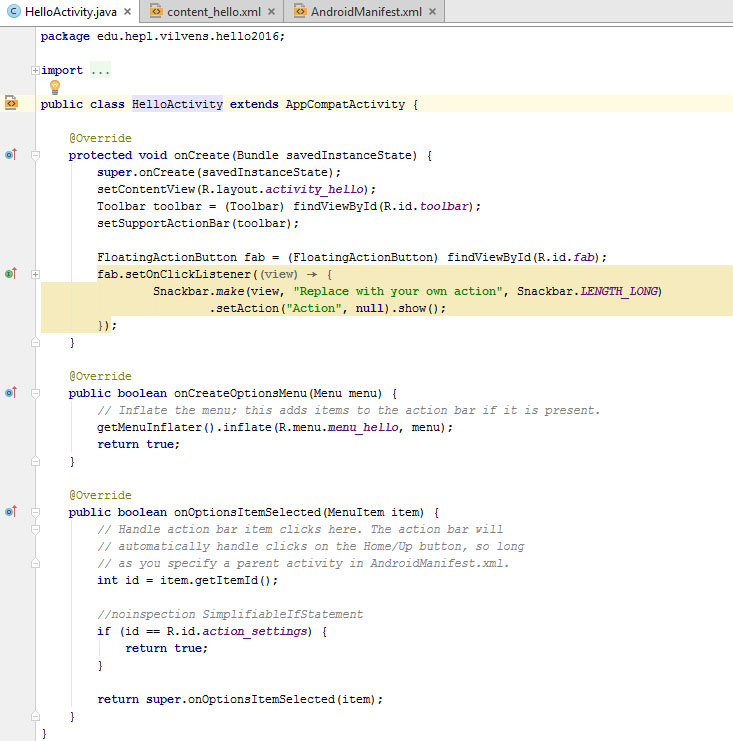 HelloActivity.java × content_hello.xml × AndroidManifest.xml ×
package edu.hepl.vilvens.hello2016;
import ...
public class HelloActivity extends AppCompatActivity {
@Override
protected void onCreate(Bundle savedInstanceState) {
super.onCreate(savedInstanceState);
setContentView(R.layout.activity_hello);
Toolbar toolbar = (Toolbar) findViewById(R.id.toolbar);
setSupportActionBar(toolbar);
FloatingActionButton fab = (FloatingActionButton) findViewById(R.id.fab);
fab.setOnClickListener((view) → {
Snackbar.make(view, "Replace with your own action", Snackbar.LENGTH_LONG)
.setAction("Action", null).show();
});
}
@Override
public boolean onCreateOptionsMenu(Menu menu) {
// Inflate the menu; this adds items to the action bar if it is present.
getMenuInflater().inflate(R.menu.menu_hello, menu);
return true;
}
@Override
public boolean onOptionsItemSelected(MenuItem item) {
// Handle action bar item clicks here. The action bar will
// automatically handle clicks on the Home/Up button, so long
// as you specify a parent activity in AndroidManifest.xml.
int id = item.getItemId();
//noinspection SimplifiableIfStatement
if (id == R.id.action_settings) {
return true;
}
return super.onOptionsItemSelected(item);
}
}